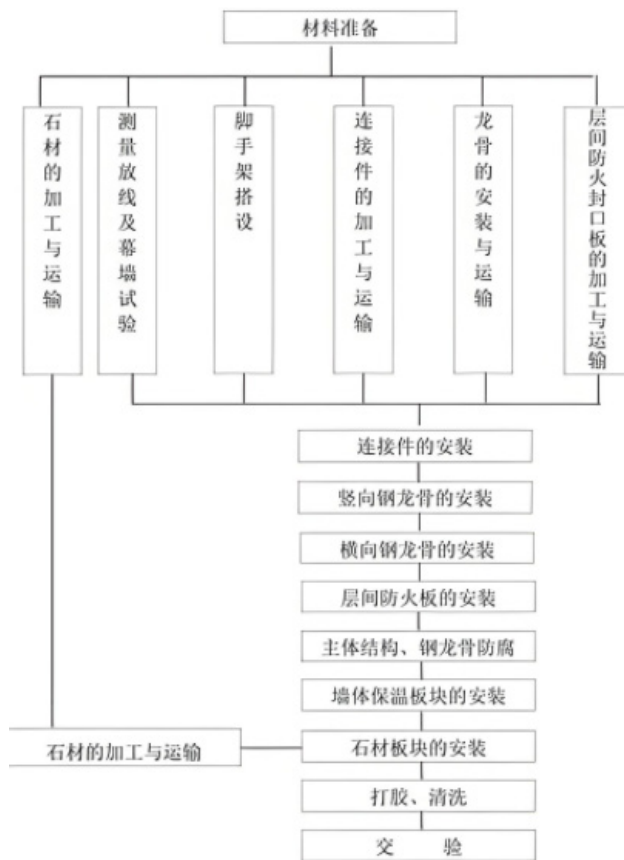 材料准备
石材的加工与运输
测量放线及幕墙试验
脚手架搭设
连接件的加工与运输
龙骨的安装与运输
层间防火封口板的加工与运输
连接件的安装
竖向钢龙骨的安装
横向钢龙骨的安装
层间防火板的安装
主体结构、钢龙骨防腐
墙体保温板块的安装
石材的加工与运输
石材板块的安装
打胶、清洗
交 验